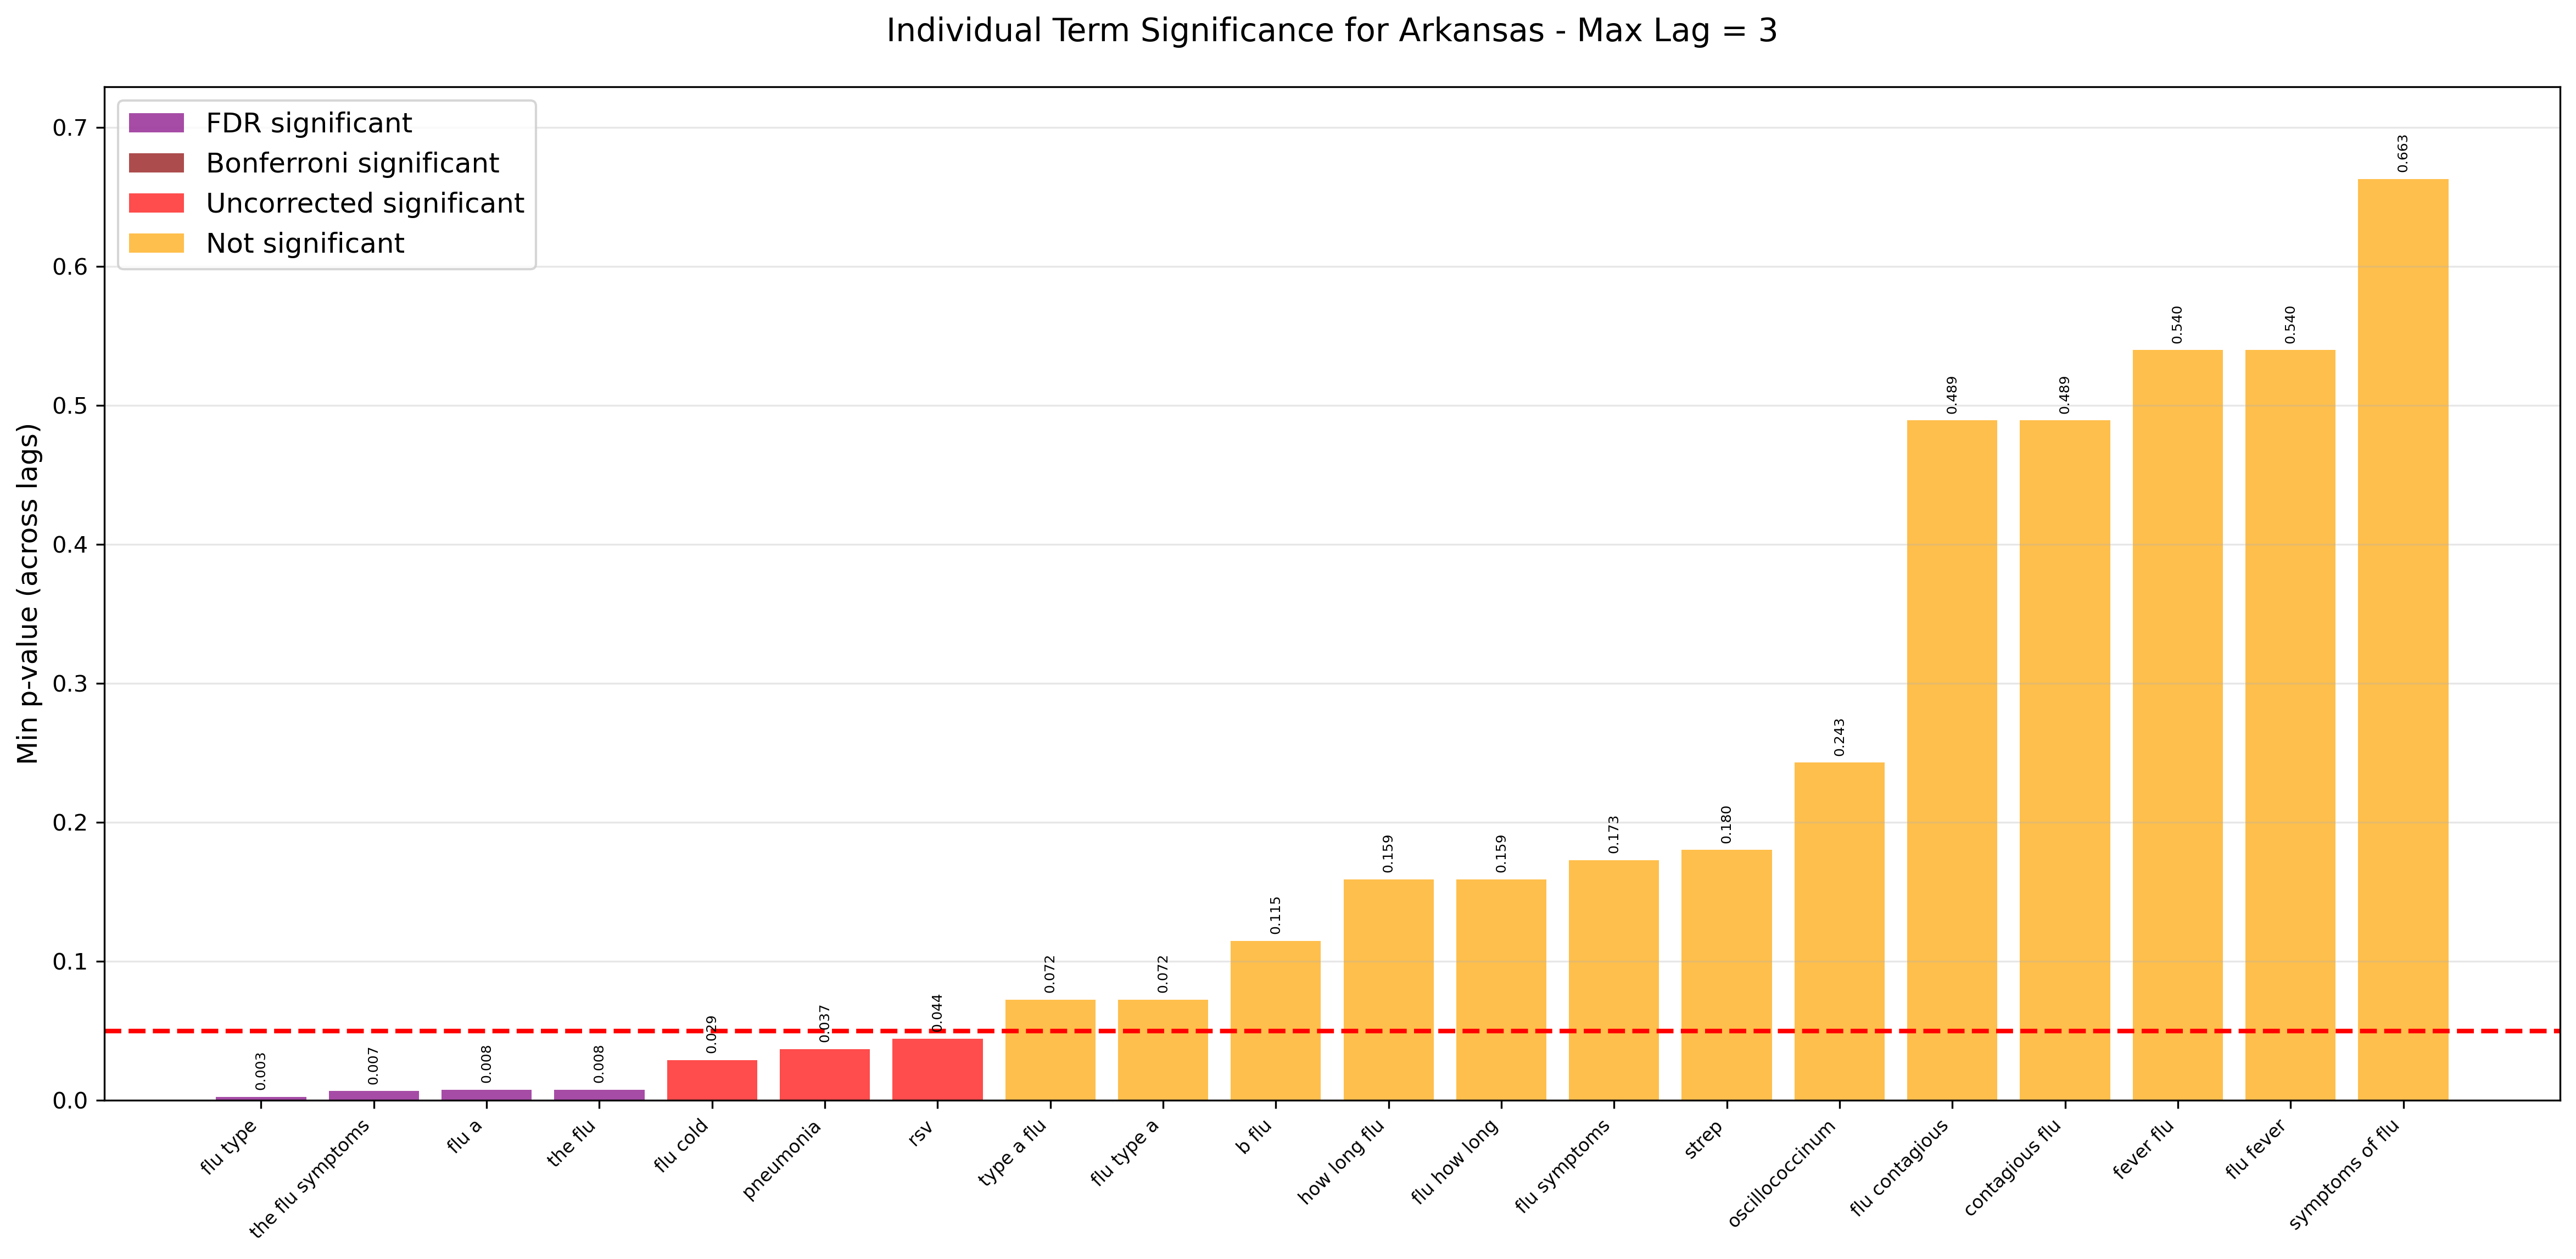 Individual Term Significance for Arkansas - Max Lag = 3
FDR significant
Bonferroni significant
Uncorrected significant
Not significant
Min p-value (across lags)
0.7
0.6
0.5
0.4
0.3
0.2
0.1
0.0
0.003
0.007
0.008
0.008
0.029
0.037
0.044
0.072
0.072
0.115
0.159
0.159
0.173
0.180
0.243
0.489
0.489
0.540
0.540
0.663
flu type
the flu symptoms
flu a
the flu
flu cold
pneumonia
rsv
type a flu
flu type a
b flu
how long flu
flu how long
flu symptoms
strep
oscillococcinum
flu contagious
contagious flu
fever flu
flu fever
symptoms of flu